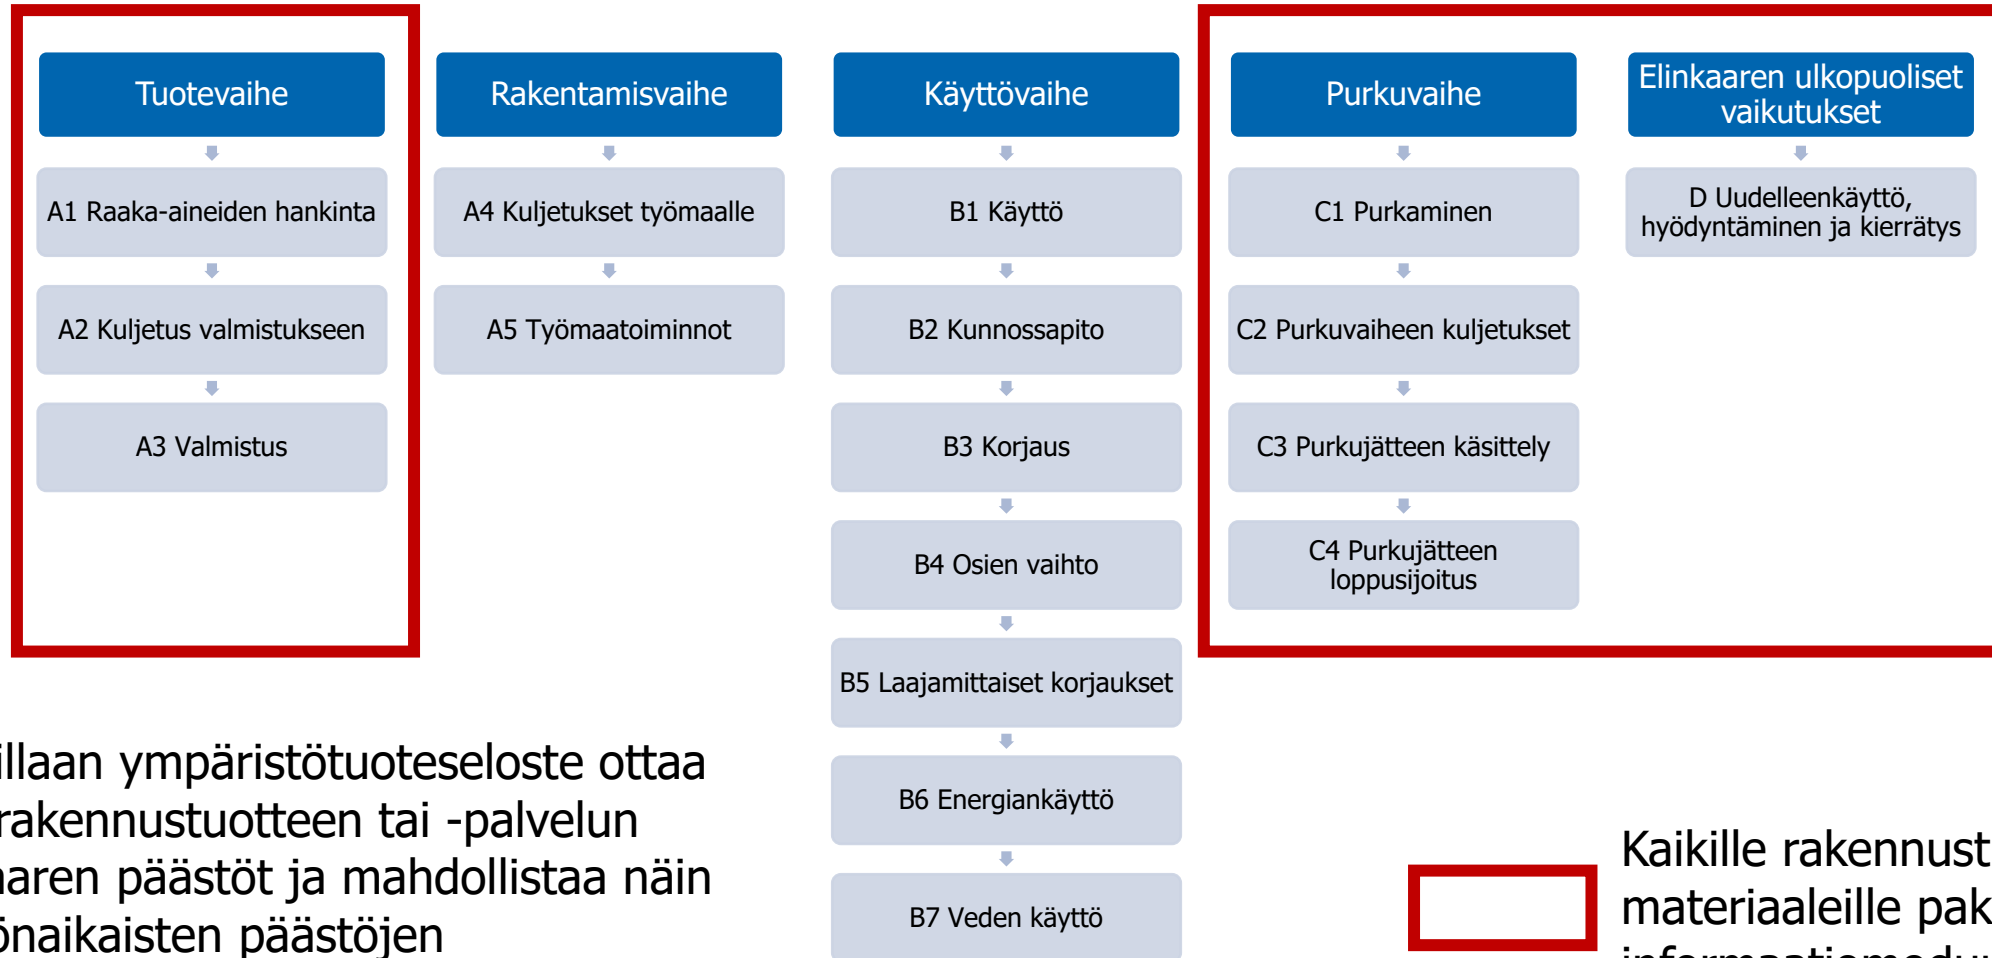 Tuotevaihe
A1 Raaka-aineiden hankinta
A2 Kuljetus valmistukseen
A3 Valmistus
Rakentamisvaihe
A4 Kuljetukset työmaalle
A5 Työmaatoiminnot
Käyttövaihe
B1 Käyttö
B2 Kunnossapito
B3 Korjaus
B4 Osien vaihto
B5 Laajamittaiset korjaukset
B6 Energiankäyttö
B7 Veden käyttö
Purkuvaihe
C1 Purkaminen
C2 Purkuvaiheen kuljetukset
C3 Purkujätteen käsittely
C4 Purkujätteen
loppusijoitus
Elinkaaren ulkopuoliset
vaikutukset
D Uudelleenkäyttö,
hyödyntäminen ja kierrätys
illaan ympäristötuoteseloste ottaa
rakennustuotteen tai -palvelun
aren päästöt ja mahdollistaa näin
önaikaisten päästöjen
Kaikille rakennust
materiaaleille pak